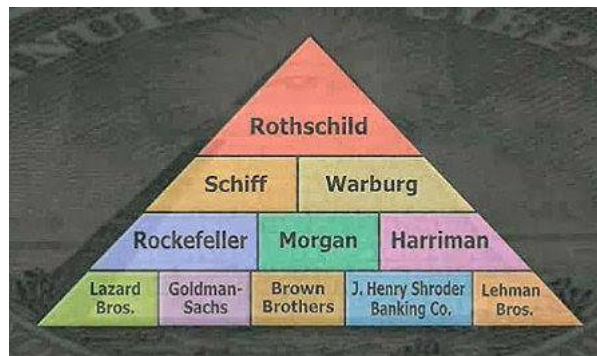 Rothschild
Schiff
Warburg
Rockefeller
Morgan
Harriman
Lazard
Bros.
Goldman-
Sachs
Brown
Brothers
J. Henry Shroder
Banking Co.
Lehman
Bros.